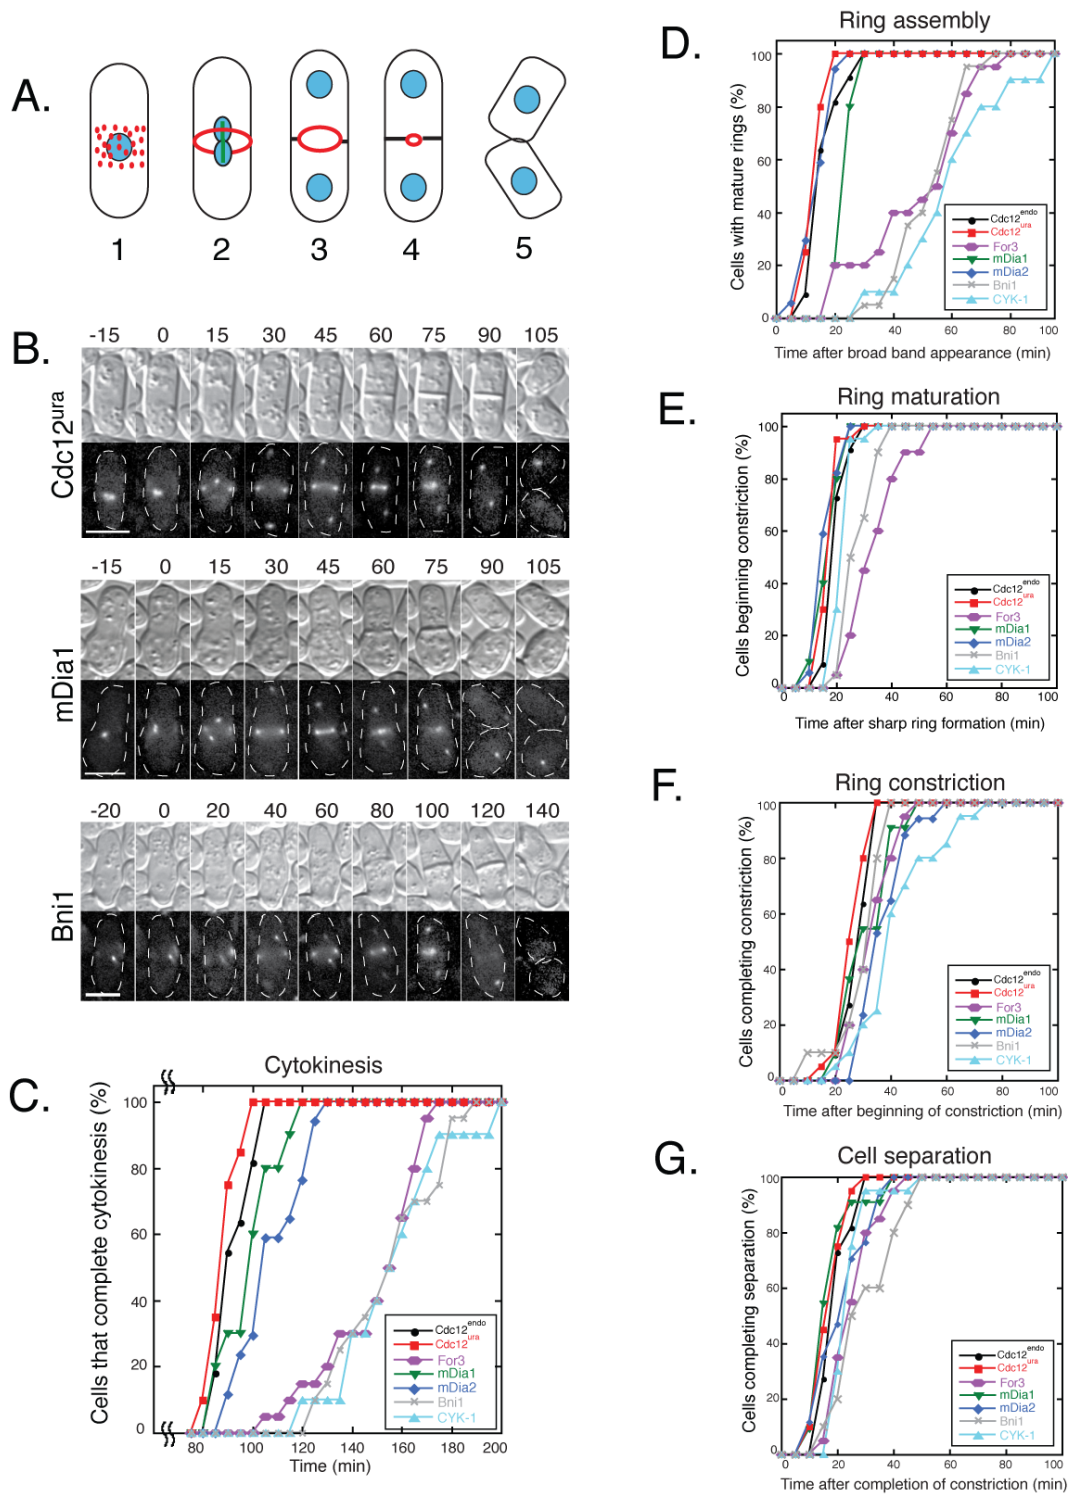 A.
1 2 3 4 5
B.
-15 0 15 30 45 60 75 90 105
Cdc12ura
-15 0 15 30 45 60 75 90 105
mDia1
-20 0 20 40 60 80 100 120 140
Bni1
C.
Cytokinesis
Cells that complete cytokinesis (%)
100
80
60
40
20
0
80 100 120 140 160 180 200
Time (min)
Cdc12endo
Cdc12ura
For3
mDia1
mDia2
Bni1
CYK-1
D.
Ring assembly
Cells with mature rings (%)
100
80
60
40
20
0
0 20 40 60 80 100
Time after broad band appearance (min)
Cdc12endo
Cdc12ura
For3
mDia1
mDia2
Bni1
CYK-1
E.
Ring maturation
Cells beginning constriction (%)
100
80
60
40
20
0
0 20 40 60 80 100
Time after sharp ring formation (min)
Cdc12endo
Cdc12ura
For3
mDia1
mDia2
Bni1
CYK-1
F.
Ring constriction
Cells completing constriction (%)
100
80
60
40
20
0
0 20 40 60 80 100
Time after beginning of constriction (min)
Cdc12endo
Cdc12ura
For3
mDia1
mDia2
Bni1
CYK-1
G.
Cell separation
Cells completing separation (%)
100
80
60
40
20
0
0 20 40 60 80 100
Time after completion of constriction (min)
Cdc12endo
Cdc12ura
For3
mDia1
mDia2
Bni1
CYK-1